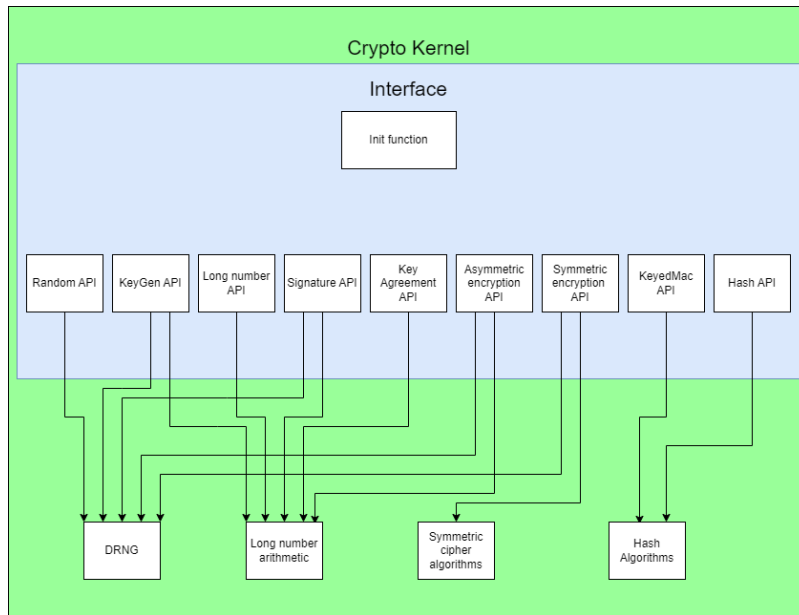 Crypto Kernel
Interface
Init function
Random API
KeyGen API
Long number
API
Signature API
Key
Agreement
API
Asymmetric
encryption
API
Symmetric
encryption
API
KeyedMac
API
Hash API
DRNG
Long number
arithmetic
Symmetric
cipher
algorithms
Hash
Algorithms